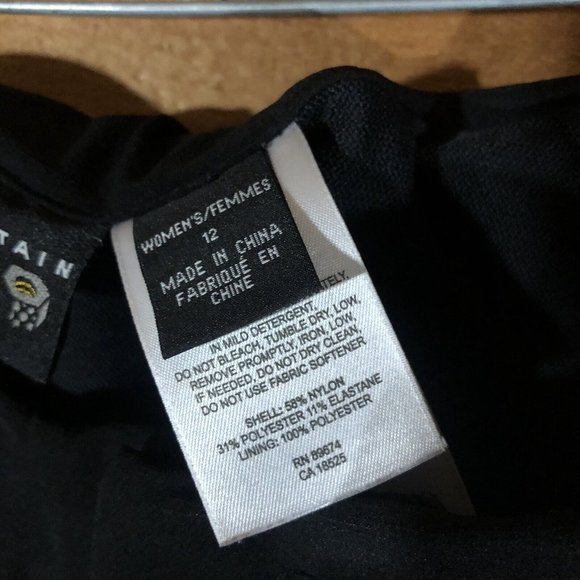 TAIN
WOMEN'S/FEMMES
12
MADE IN CHINA
FABRIQUÉ EN
CHINE
TELY,
IN MILD DETERGENT.
DO NOT BLEACH, TUMBLE DRY, LOW,
REMOVE PROMPTLY, IRON, LOW
IF NEEDED, DO NOT DRY CLEAN,
DO NOT USE FABRIC SOFTENER
SHELL: 58% NYLON
31% POLYESTER 11% ELASTANE
LINING: 100% POLYESTER
RN 89674
CA 18525